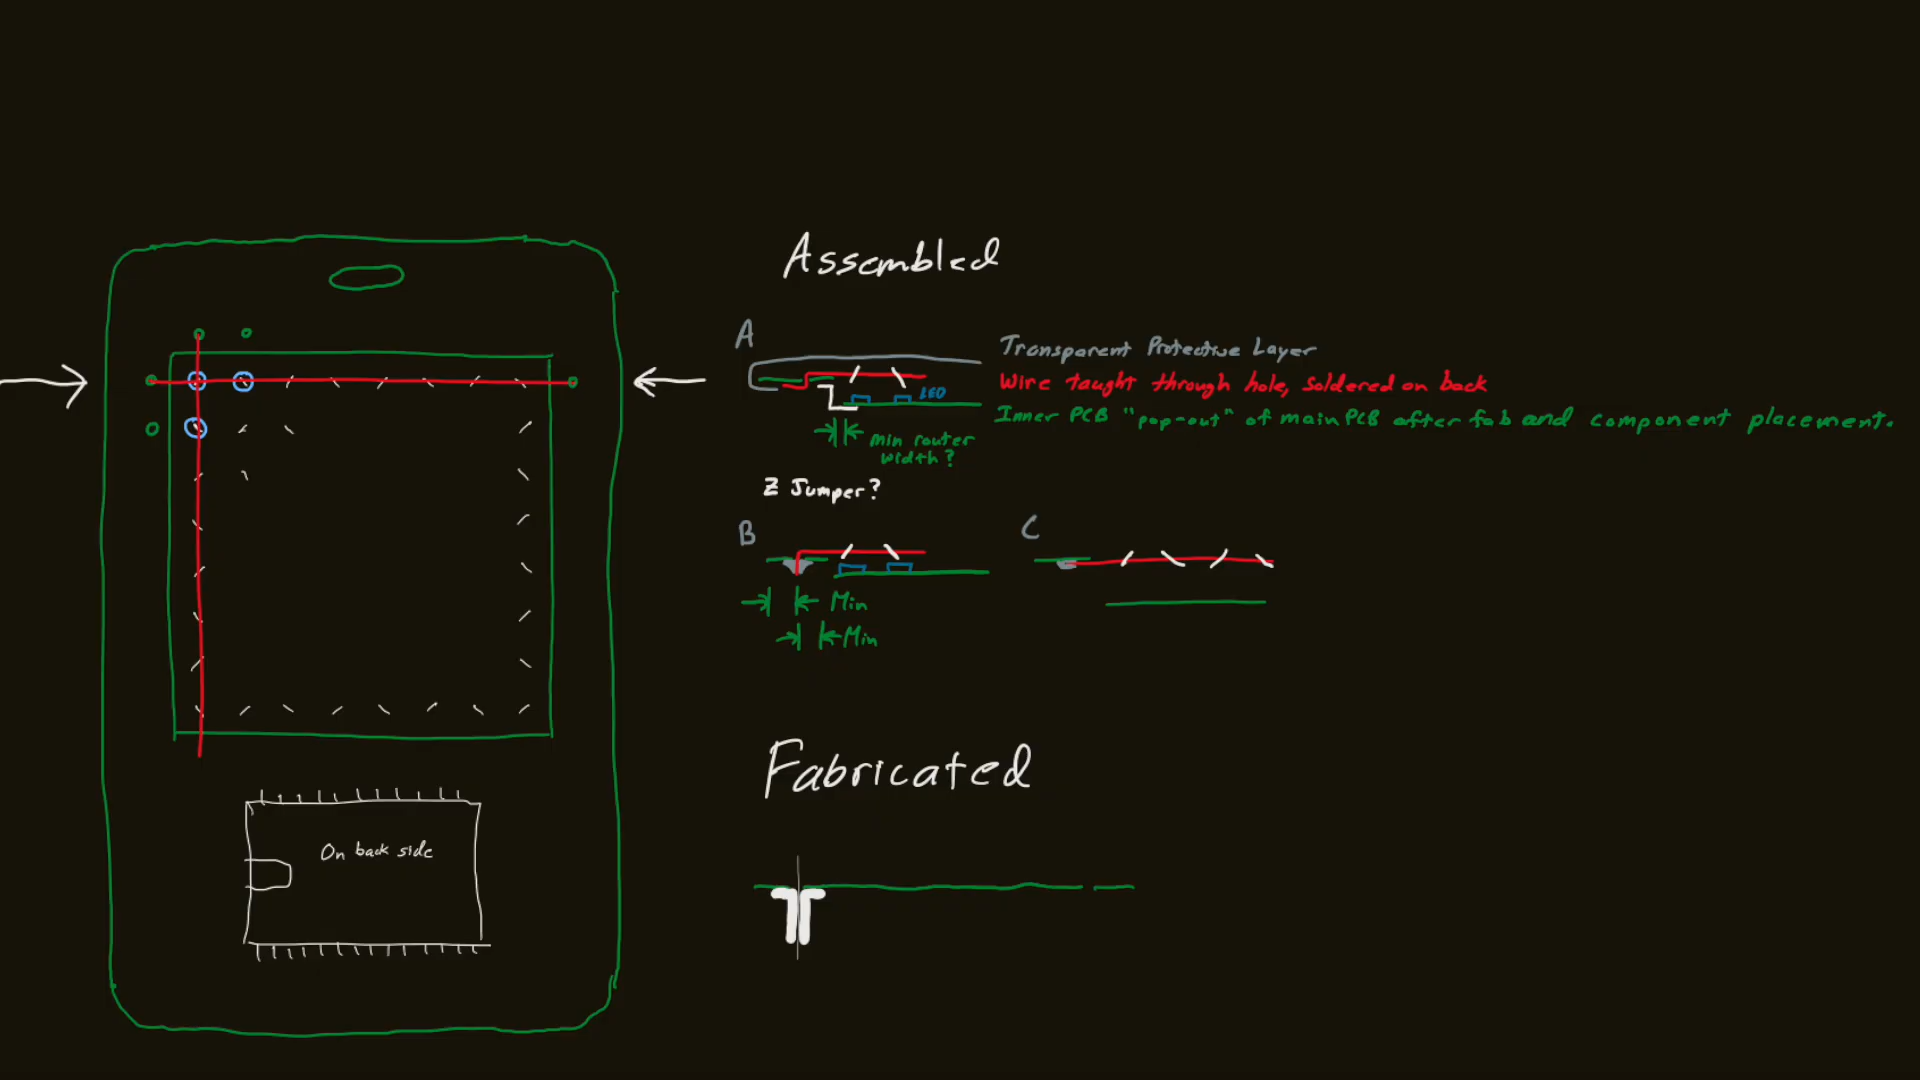 Assembled
A
Transparent Protective Layer
Wire taught through hole, soldered on back
LED
Inner PCB "pop-out" of main PCB after fab and component placement.
Min router
width?
Z Jumper?
B
C
Min
Min
Fabricated
On back side